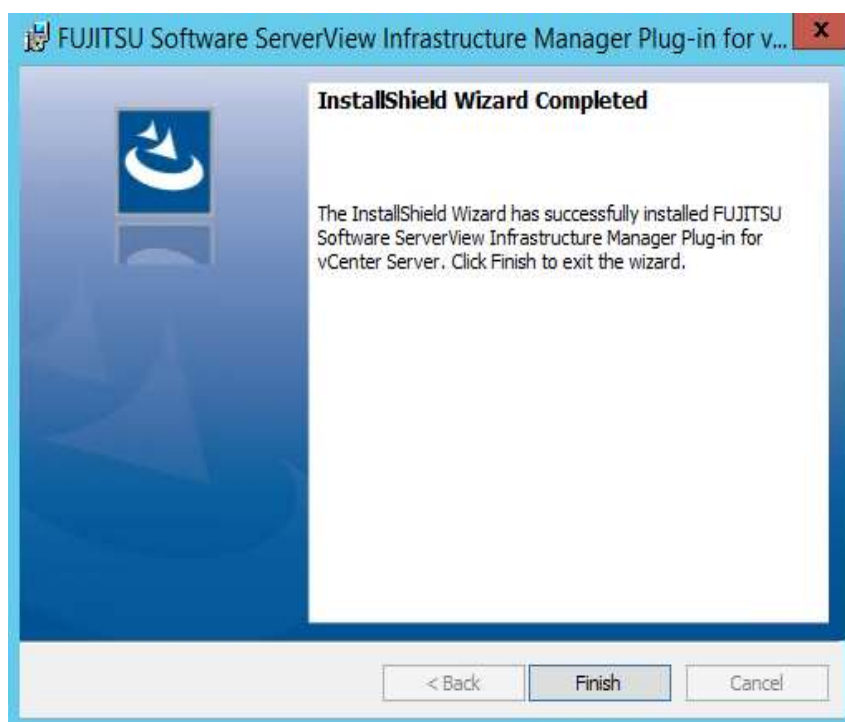 FUJITSU Software ServerView Infrastructure Manager Plug-in for v...
x
InstallShield Wizard Completed
The InstallShield Wizard has successfully installed FUJITSU
Software ServerView Infrastructure Manager Plug-in for
vCenter Server. Click Finish to exit the wizard.
< Back
Finish
Cancel